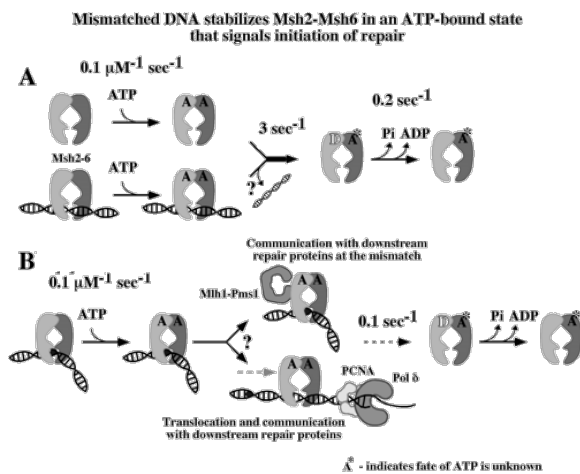 Mismatched DNA stabilizes Msh2-Msh6 in an ATP-bound state
that signals initiation of repair
A
0.1 µM⁻¹ sec⁻¹
0.2 sec⁻¹
ATP
A A
3 sec⁻¹
D A*
Pi ADP
A*
Msh2-6
ATP
A A
?
B
0.1 µM⁻¹ sec⁻¹
Communication with downstream
repair proteins at the mismatch
Mlh1-Pms1
A A
ATP
A A
?
0.1 sec⁻¹
D A*
Pi ADP
A*
A A
PCNA
Pol δ
Translocation and communication
with downstream repair proteins
A* - indicates fate of ATP is unknown